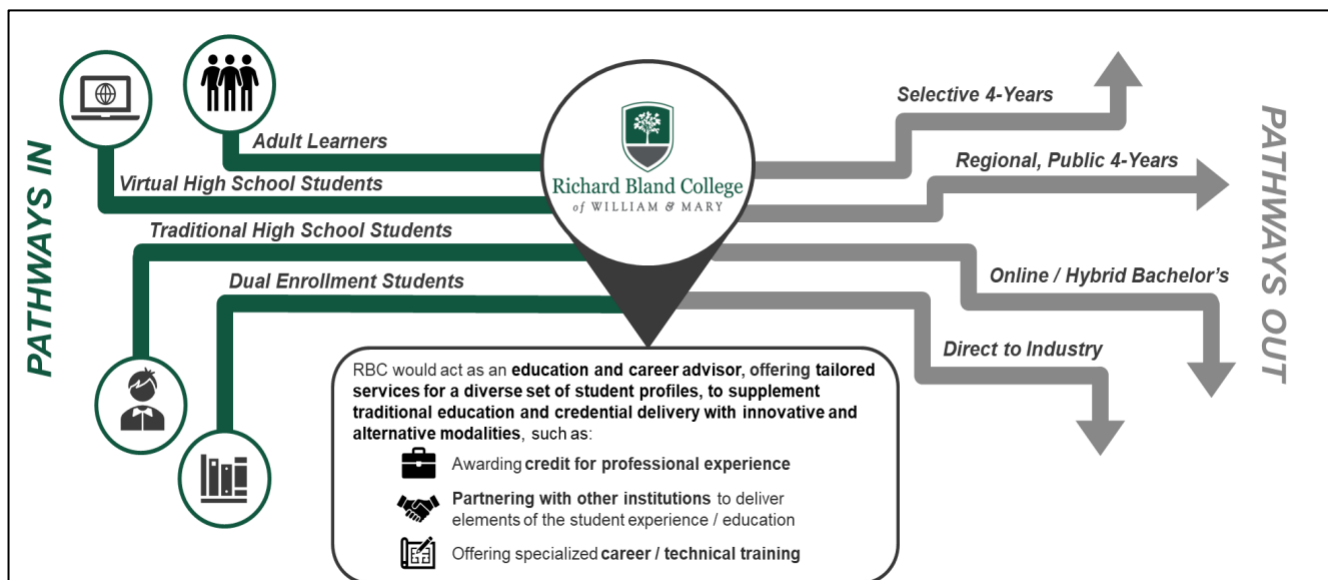 PATHWAYS IN
Adult Learners
Virtual High School Students
Traditional High School Students
Dual Enrollment Students
Richard Bland College
of WILLIAM & MARY
Selective 4-Years
Regional, Public 4-Years
Online / Hybrid Bachelor's
Direct to Industry
PATHWAYS OUT
RBC would act as an education and career advisor, offering tailored
services for a diverse set of student profiles, to supplement
traditional education and credential delivery with innovative and
alternative modalities, such as:
Awarding credit for professional experience
Partnering with other institutions to deliver
elements of the student experience / education
Offering specialized career / technical training